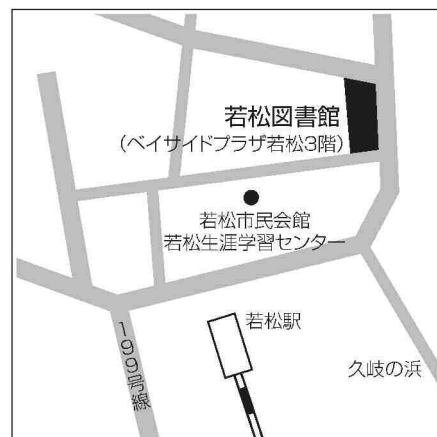 若松図書館
(ベイサイドプラザ若松3階)
若松市民会館
若松生涯学習センター
若松駅
199号線
久岐の浜